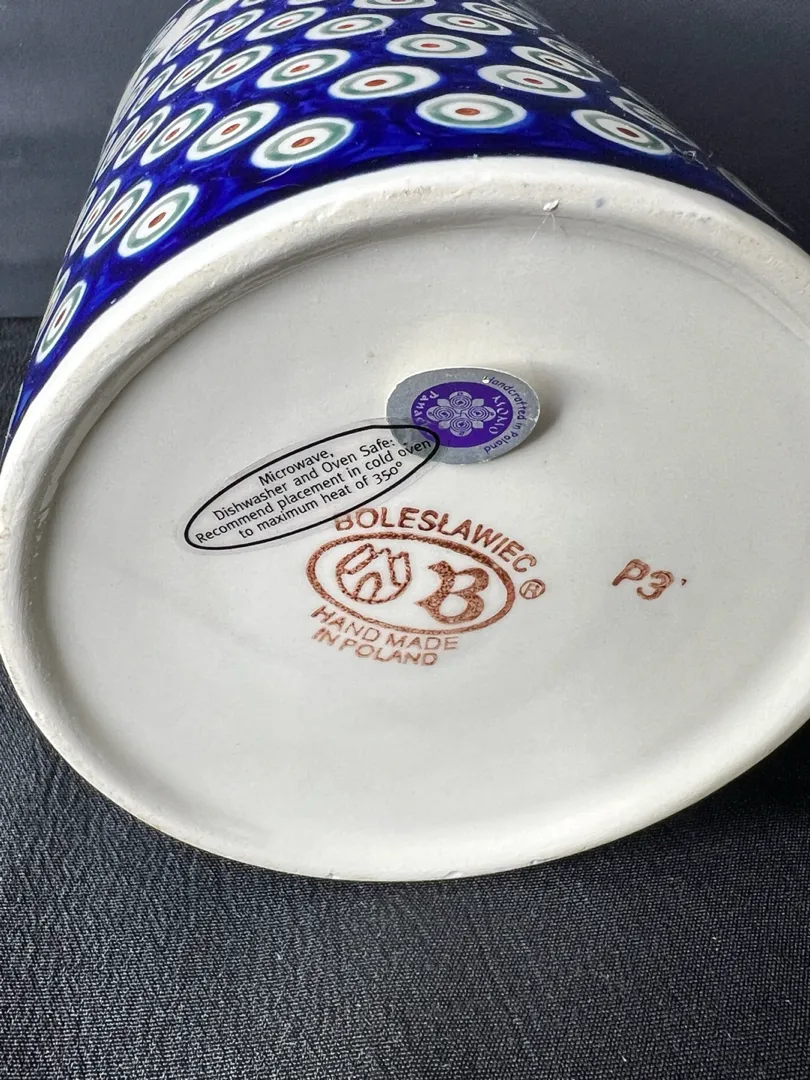 Handcrafted in Poland
Microwave,
Dishwasher and Oven Safe:
Recommend placement in cold oven
to maximum heat of 350°
BOLESŁAWIEC
B ®
HAND MADE
IN POLAND
P3'